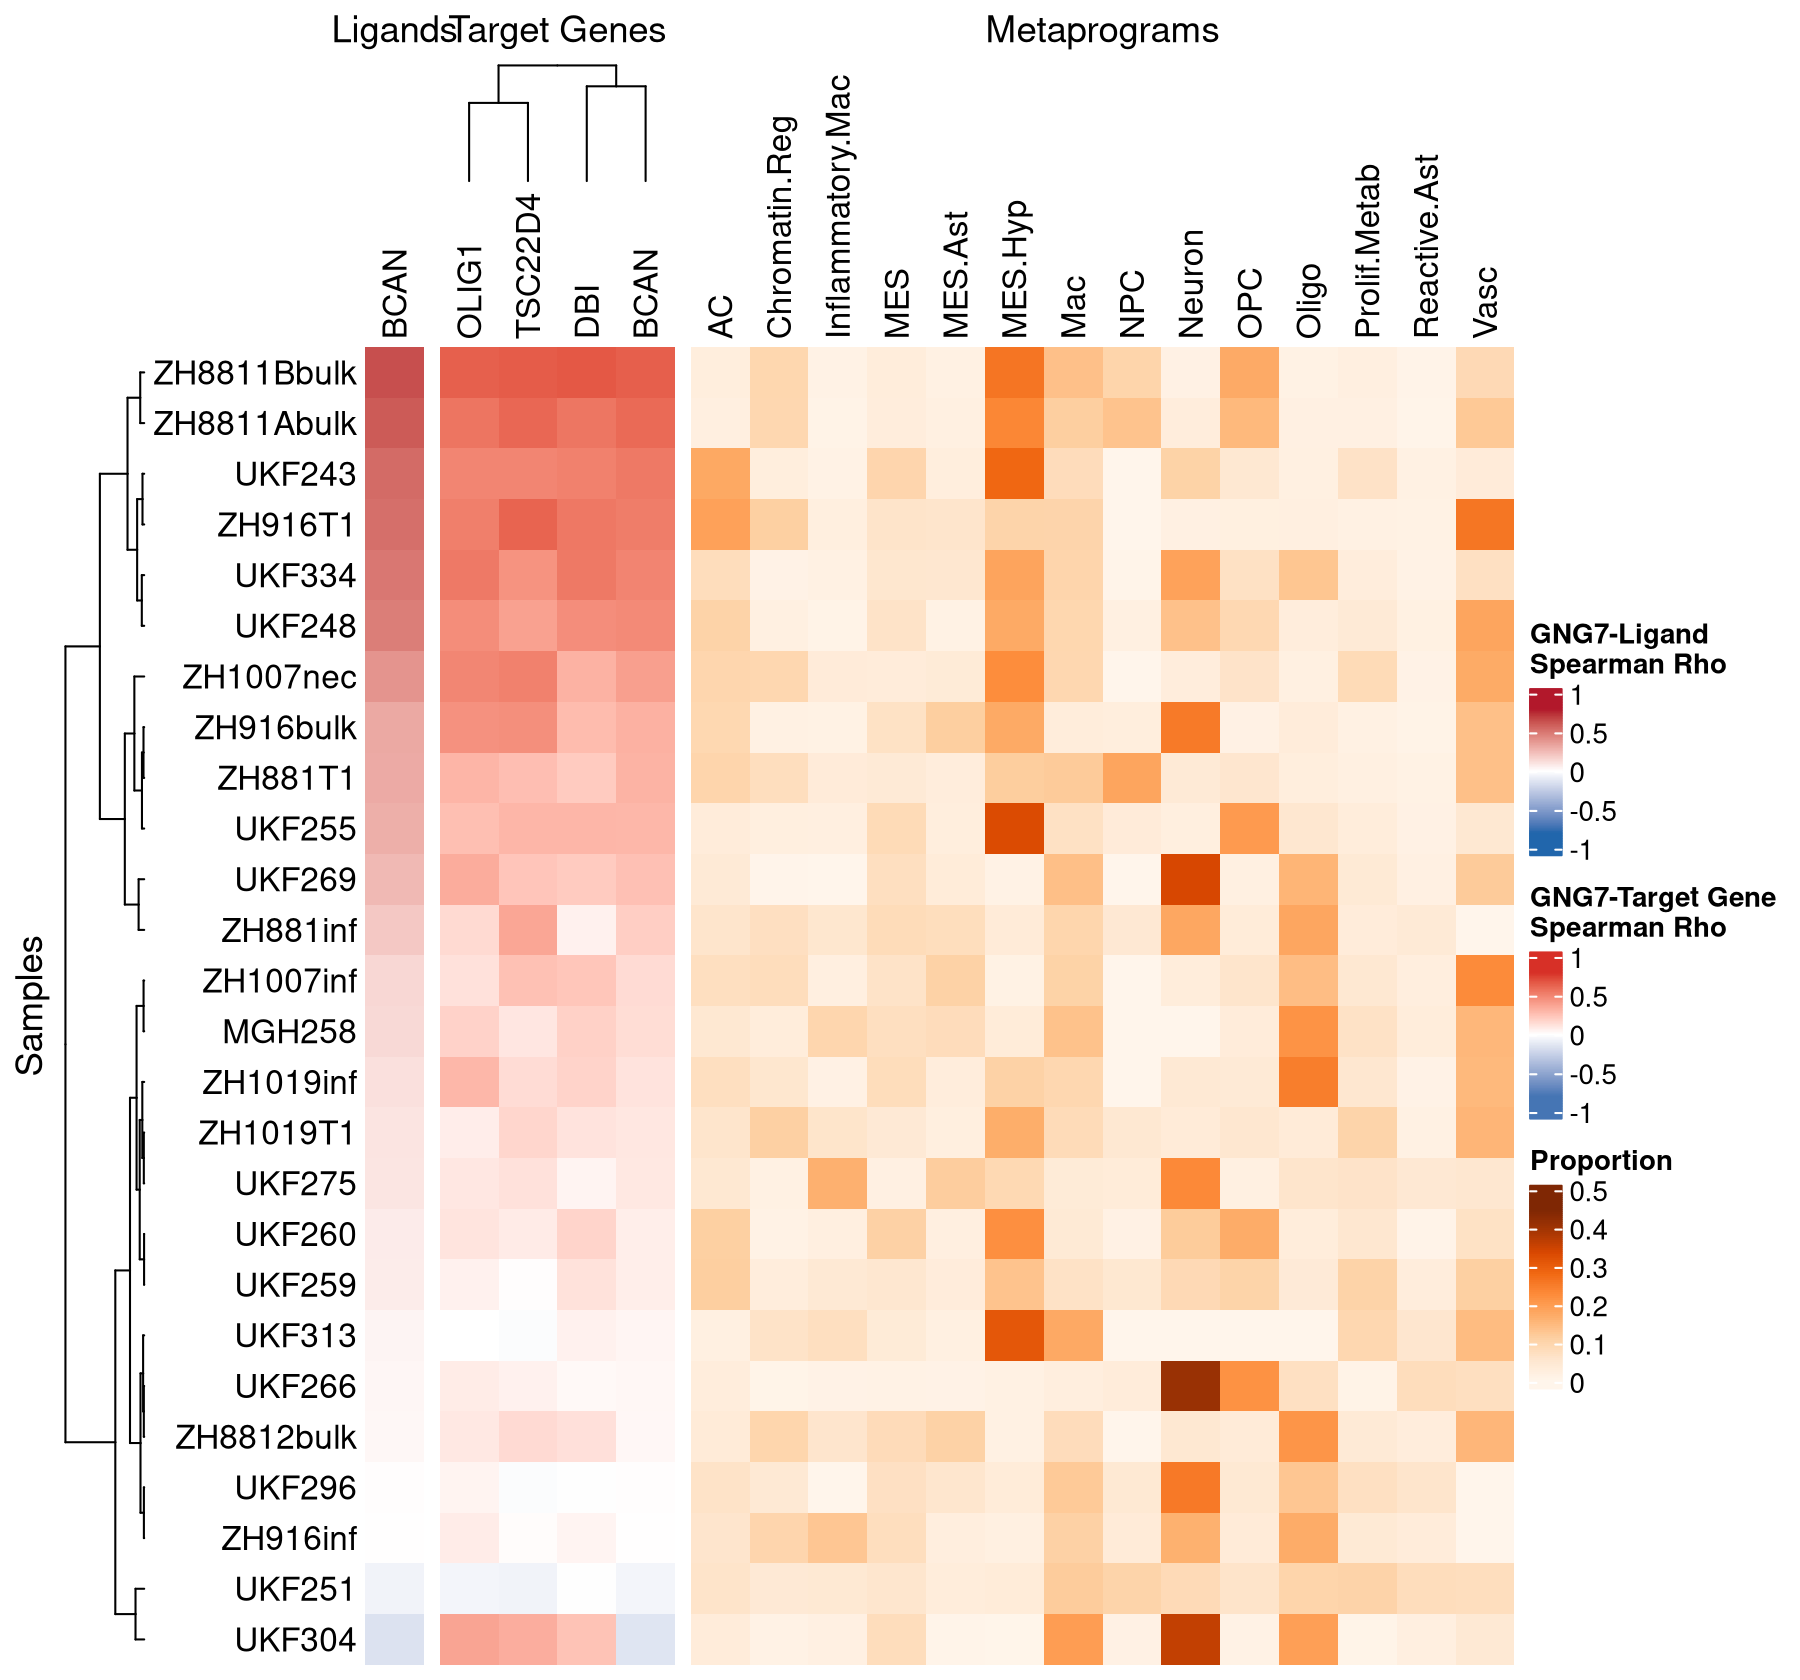 Ligands
Target Genes
Metaprograms
BCAN
OLIG1
TSC22D4
DBI
BCAN
AC
Chromatin.Reg
Inflammatory.Mac
MES
MES.Ast
MES.Hyp
Mac
NPC
Neuron
OPC
Oligo
Prolif.Metab
Reactive.Ast
Vasc
Samples
ZH8811Bbulk
ZH8811Abulk
UKF243
ZH916T1
UKF334
UKF248
ZH1007nec
ZH916bulk
ZH881T1
UKF255
UKF269
ZH881inf
ZH1007inf
MGH258
ZH1019inf
ZH1019T1
UKF275
UKF260
UKF259
UKF313
UKF266
ZH8812bulk
UKF296
ZH916inf
UKF251
UKF304
GNG7-Ligand
Spearman Rho
1
0.5
0
-0.5
-1
GNG7-Target Gene
Spearman Rho
1
0.5
0
-0.5
-1
Proportion
0.5
0.4
0.3
0.2
0.1
0